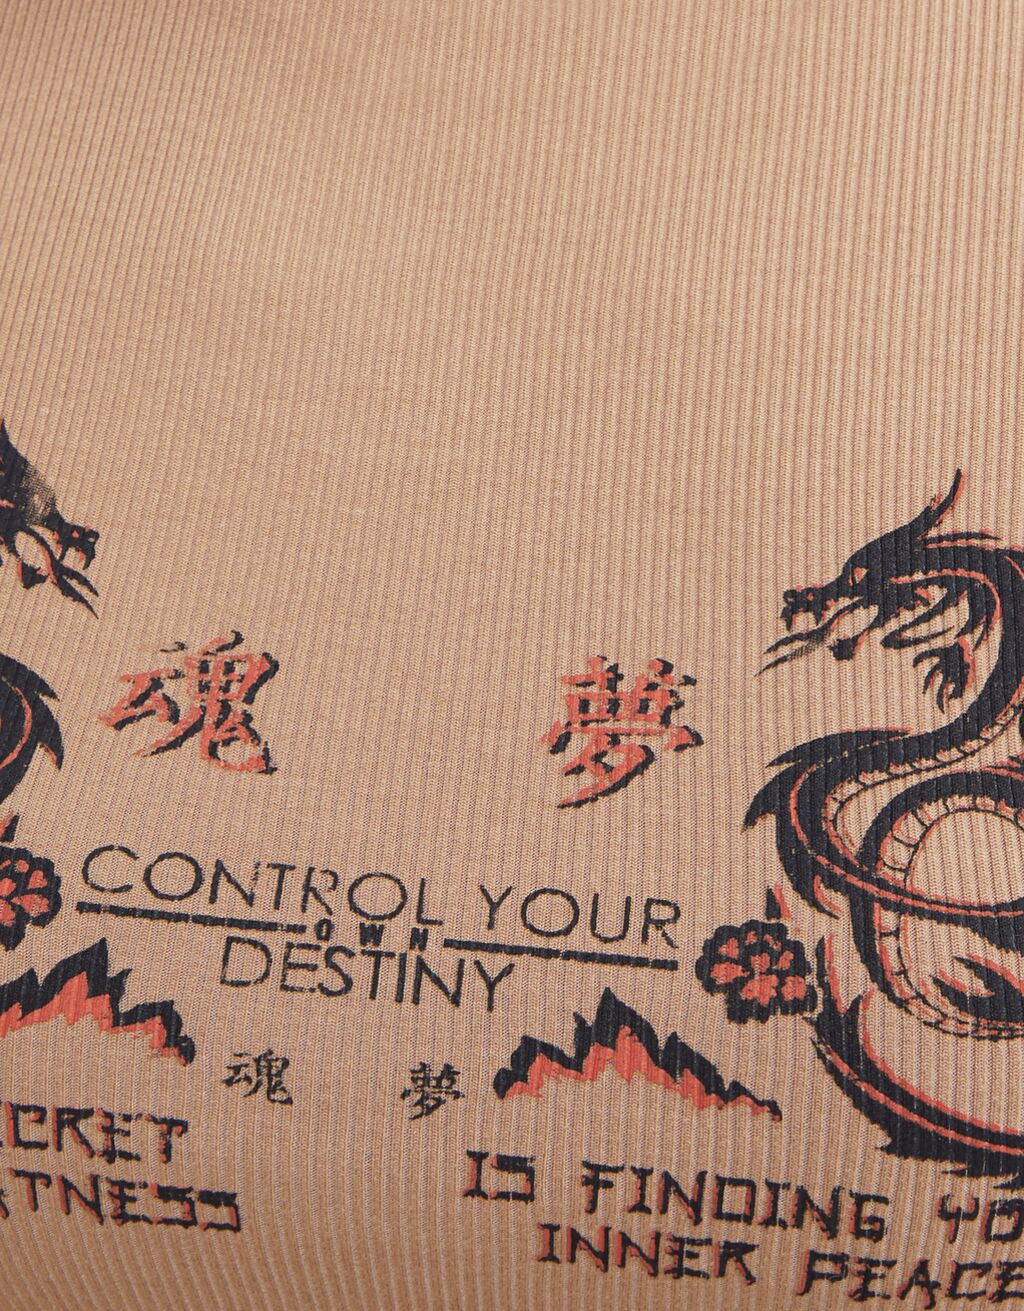 魂 夢
CONTROL YOUR
OWN
DESTINY
魂 夢
IS FINDING
INNER PEACE